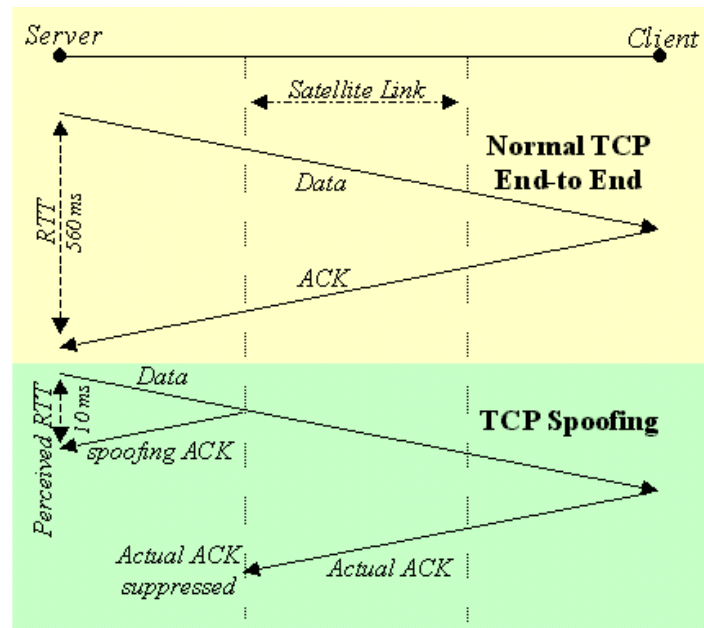 Server
Client
Satellite Link
Normal TCP
End-to End
Data
RTT
560 ms
ACK
Data
Perceived RTT
10 ms
TCP Spoofing
spoofing ACK
Actual ACK
suppressed
Actual ACK